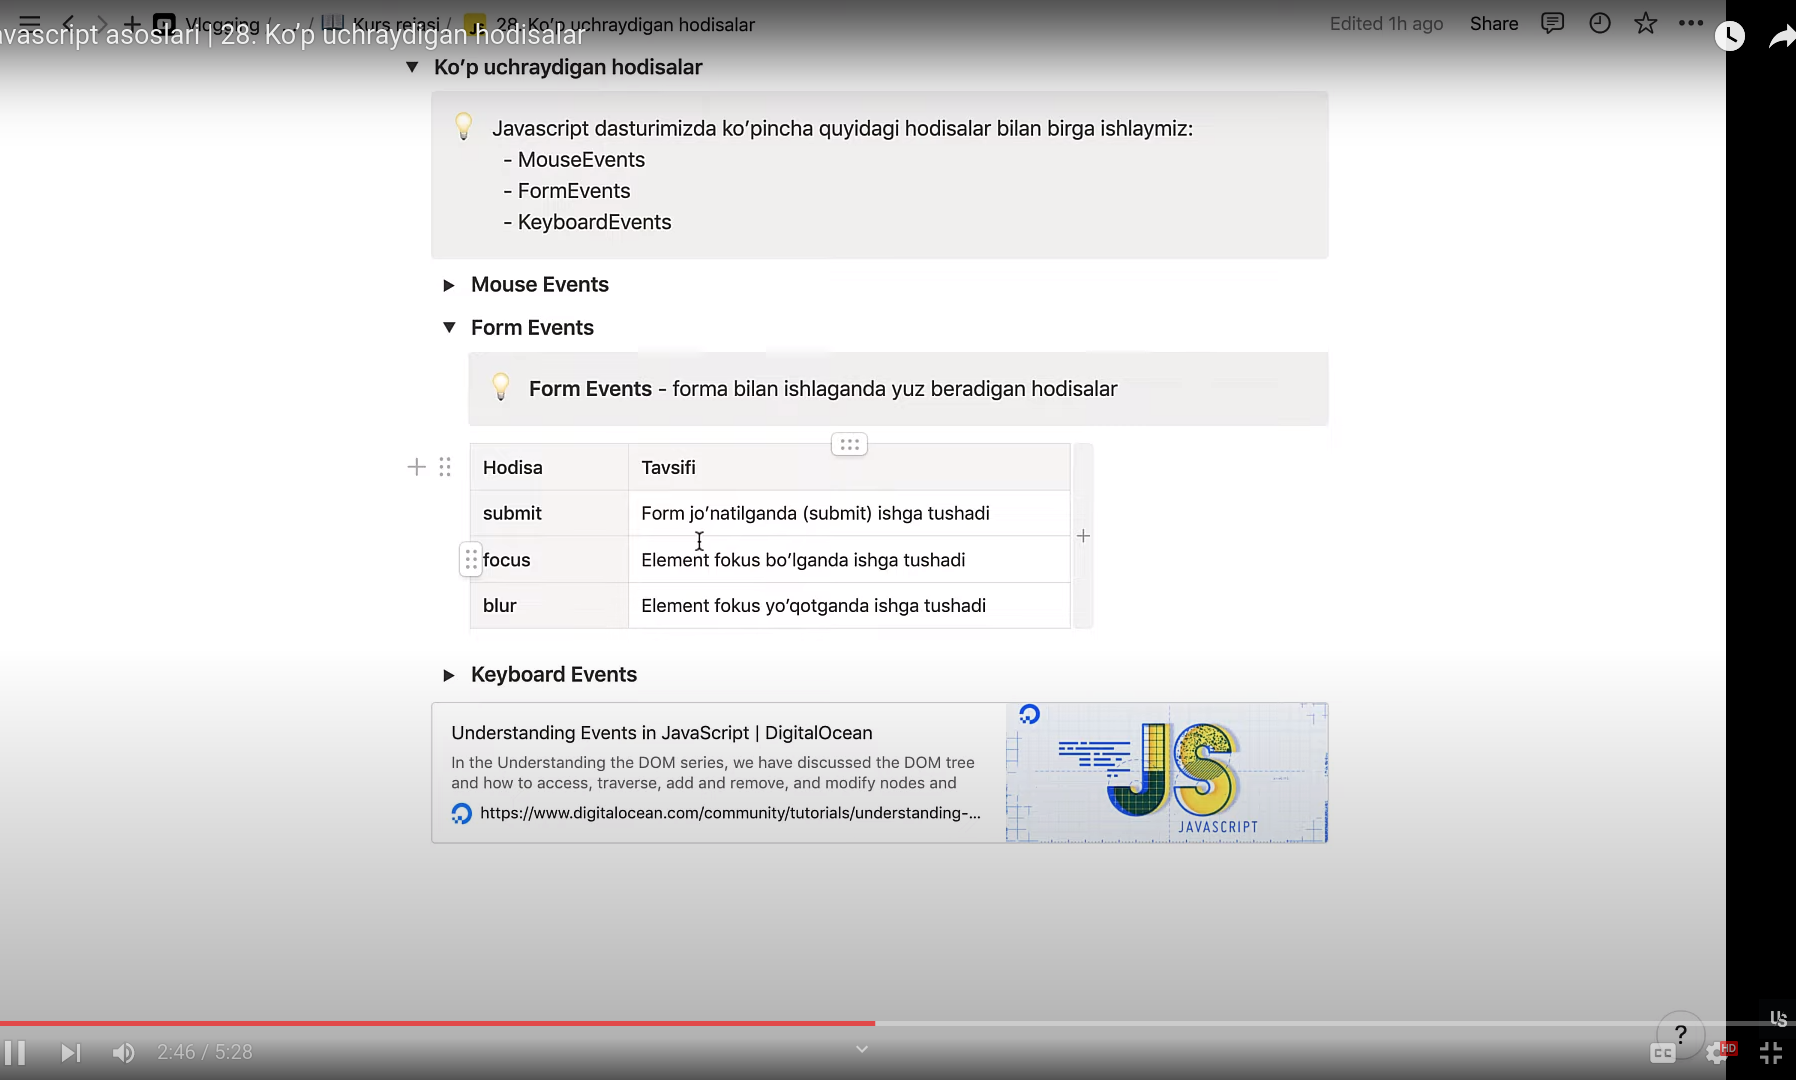 Vlogging / ... / Kurs rejasi / 28. Ko’p uchraydigan hodisalar
Edited 1h ago Share
vascript asoslari | 28. Ko’p uchraydigan hodisalar
Ko’p uchraydigan hodisalar
Javascript dasturimizda ko’pincha quyidagi hodisalar bilan birga ishlaymiz:
- MouseEvents
- FormEvents
- KeyboardEvents
Mouse Events
Form Events
Form Events - forma bilan ishlaganda yuz beradigan hodisalar
Hodisa Tavsifi
submit Form jo’natilganda (submit) ishga tushadi
focus Element fokus bo’lganda ishga tushadi
blur Element fokus yo’qotganda ishga tushadi
Keyboard Events
Understanding Events in JavaScript | DigitalOcean
In the Understanding the DOM series, we have discussed the DOM tree
and how to access, traverse, add and remove, and modify nodes and
https://www.digitalocean.com/community/tutorials/understanding-...
JS
JAVASCRIPT
US
?
2:46 / 5:28
CC HD